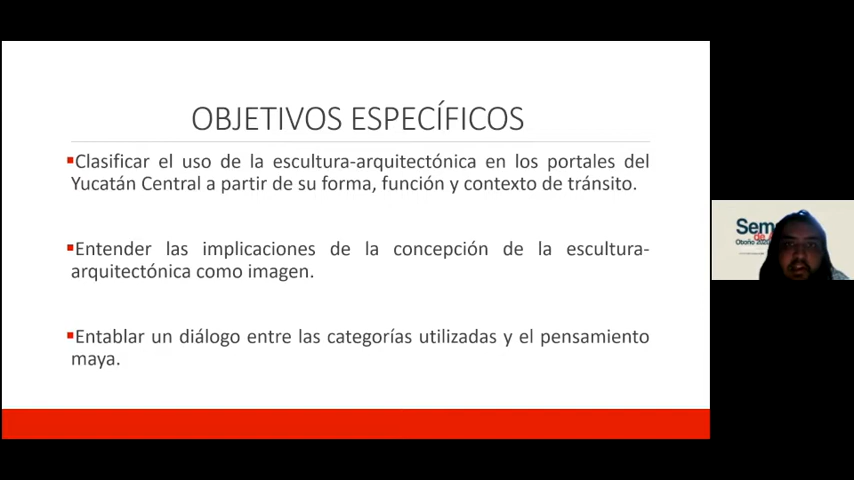 OBJETIVOS ESPECÍFICOS
▪Clasificar el uso de la escultura-arquitectónica en los portales del
Yucatán Central a partir de su forma, función y contexto de tránsito.
▪Entender las implicaciones de la concepción de la escultura-
arquitectónica como imagen.
▪Entablar un diálogo entre las categorías utilizadas y el pensamiento
maya.
Sem
de
Otoño 2020